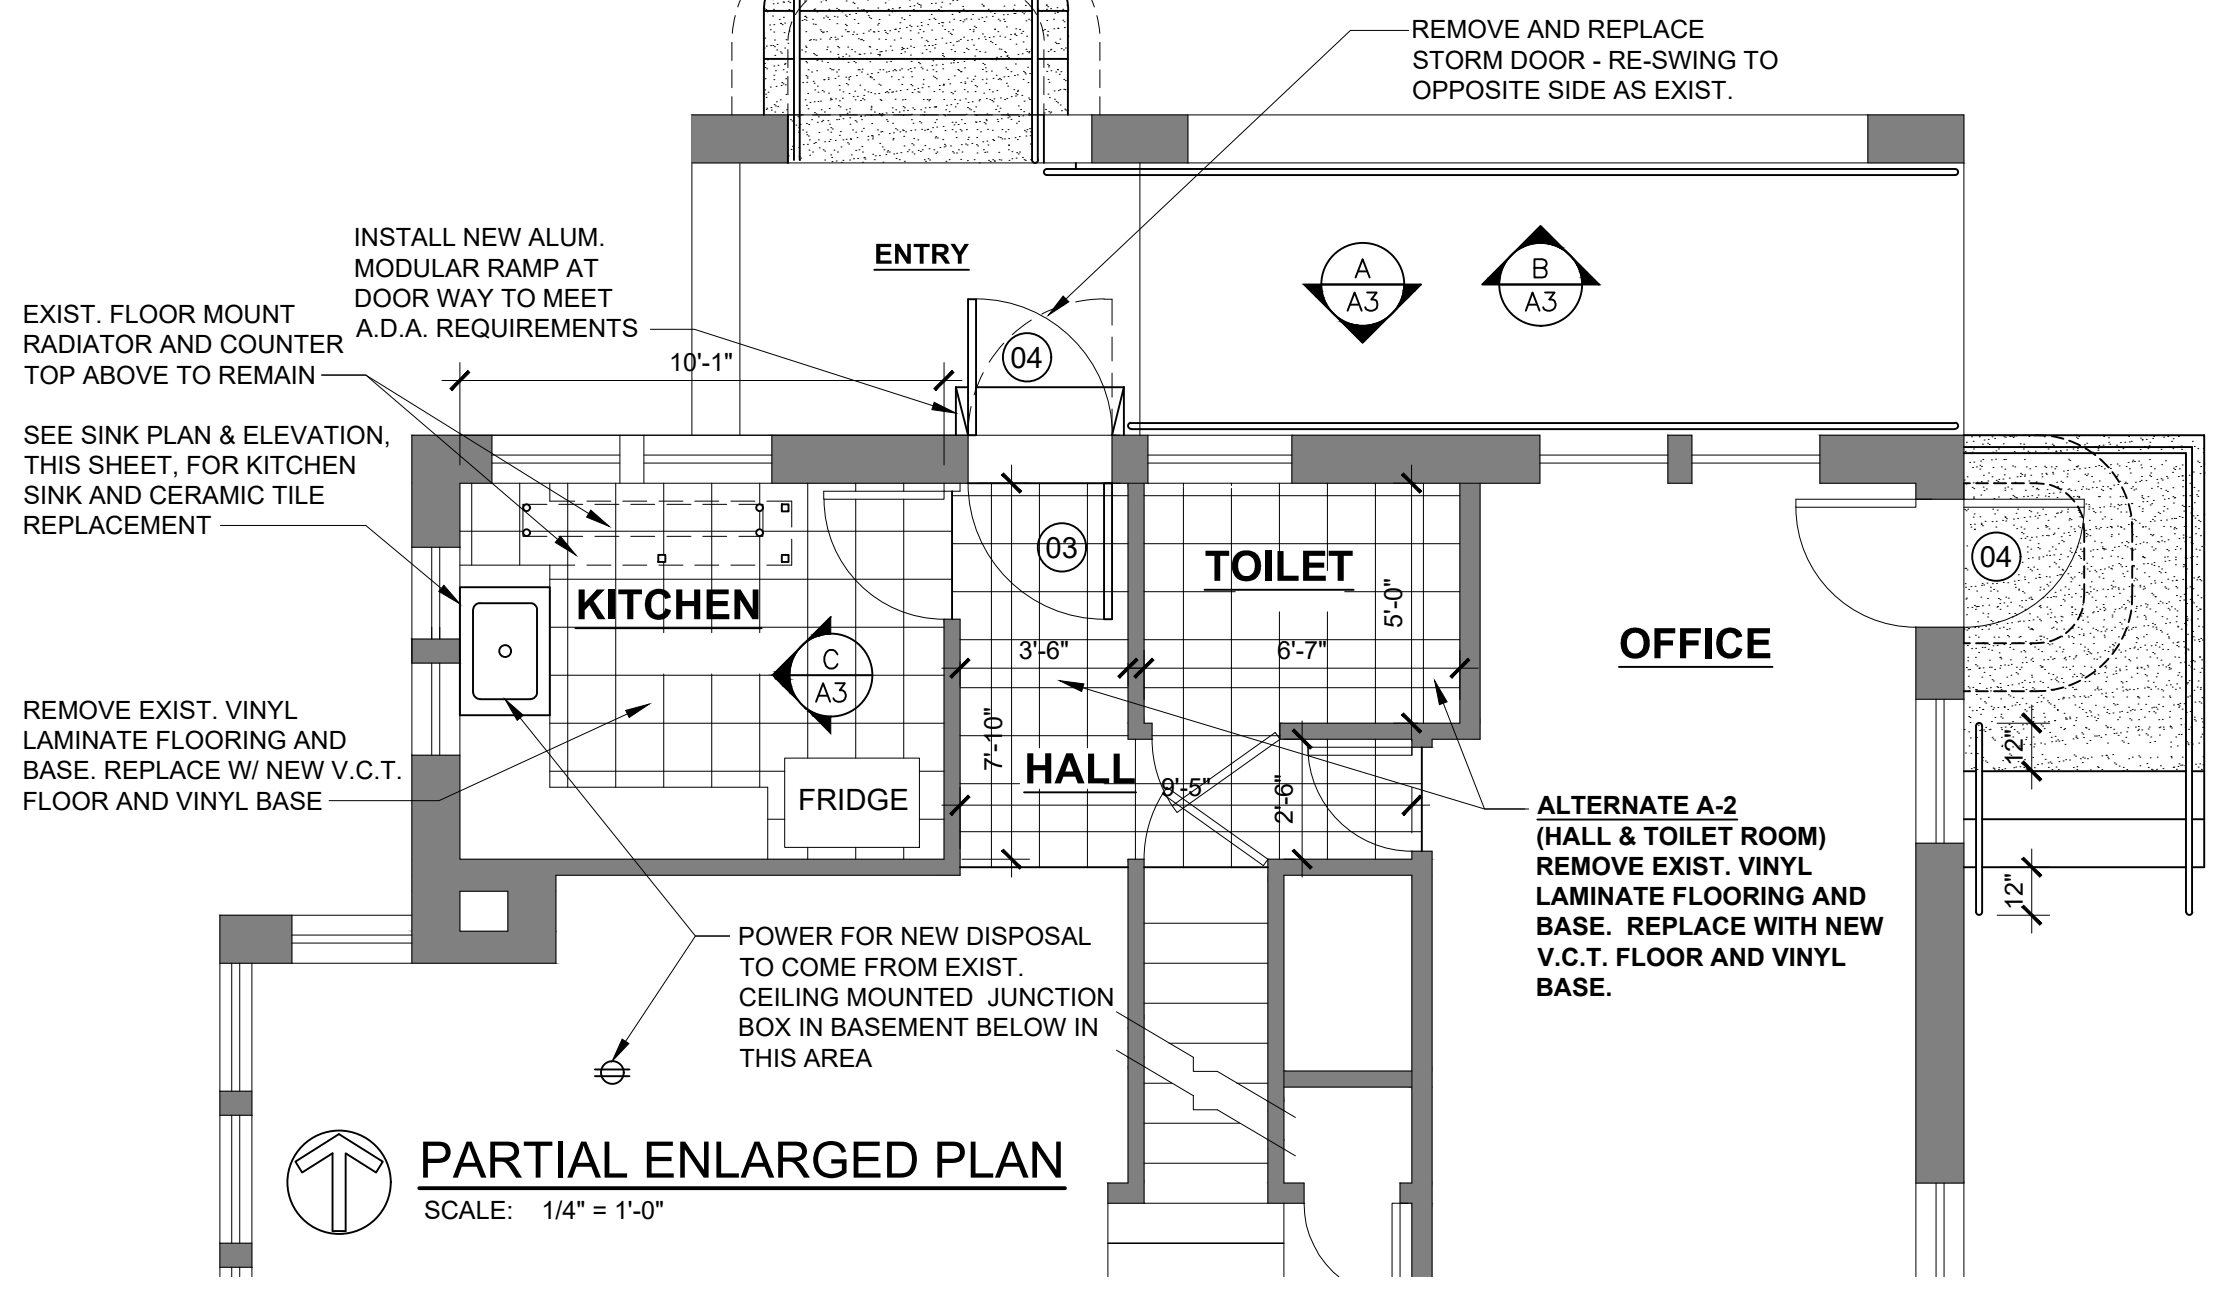 REMOVE AND REPLACE
STORM DOOR - RE-SWING TO
OPPOSITE SIDE AS EXIST.
INSTALL NEW ALUM.
MODULAR RAMP AT
DOOR WAY TO MEET
A.D.A. REQUIREMENTS
ENTRY
A
A3
B
A3
EXIST. FLOOR MOUNT
RADIATOR AND COUNTER
TOP ABOVE TO REMAIN
10'-1"
04
SEE SINK PLAN & ELEVATION,
THIS SHEET, FOR KITCHEN
SINK AND CERAMIC TILE
REPLACEMENT
03
TOILET
04
KITCHEN
5'-0"
OFFICE
3'-6"
6'-7"
C
A3
REMOVE EXIST. VINYL
LAMINATE FLOORING AND
BASE. REPLACE W/ NEW V.C.T.
FLOOR AND VINYL BASE
7'-10"
HALL
9'-5"
2'-6"
12"
FRIDGE
12"
ALTERNATE A-2
(HALL & TOILET ROOM)
REMOVE EXIST. VINYL
LAMINATE FLOORING AND
BASE. REPLACE WITH NEW
V.C.T. FLOOR AND VINYL
BASE.
POWER FOR NEW DISPOSAL
TO COME FROM EXIST.
CEILING MOUNTED JUNCTION
BOX IN BASEMENT BELOW IN
THIS AREA
PARTIAL ENLARGED PLAN
SCALE: 1/4" = 1'-0"